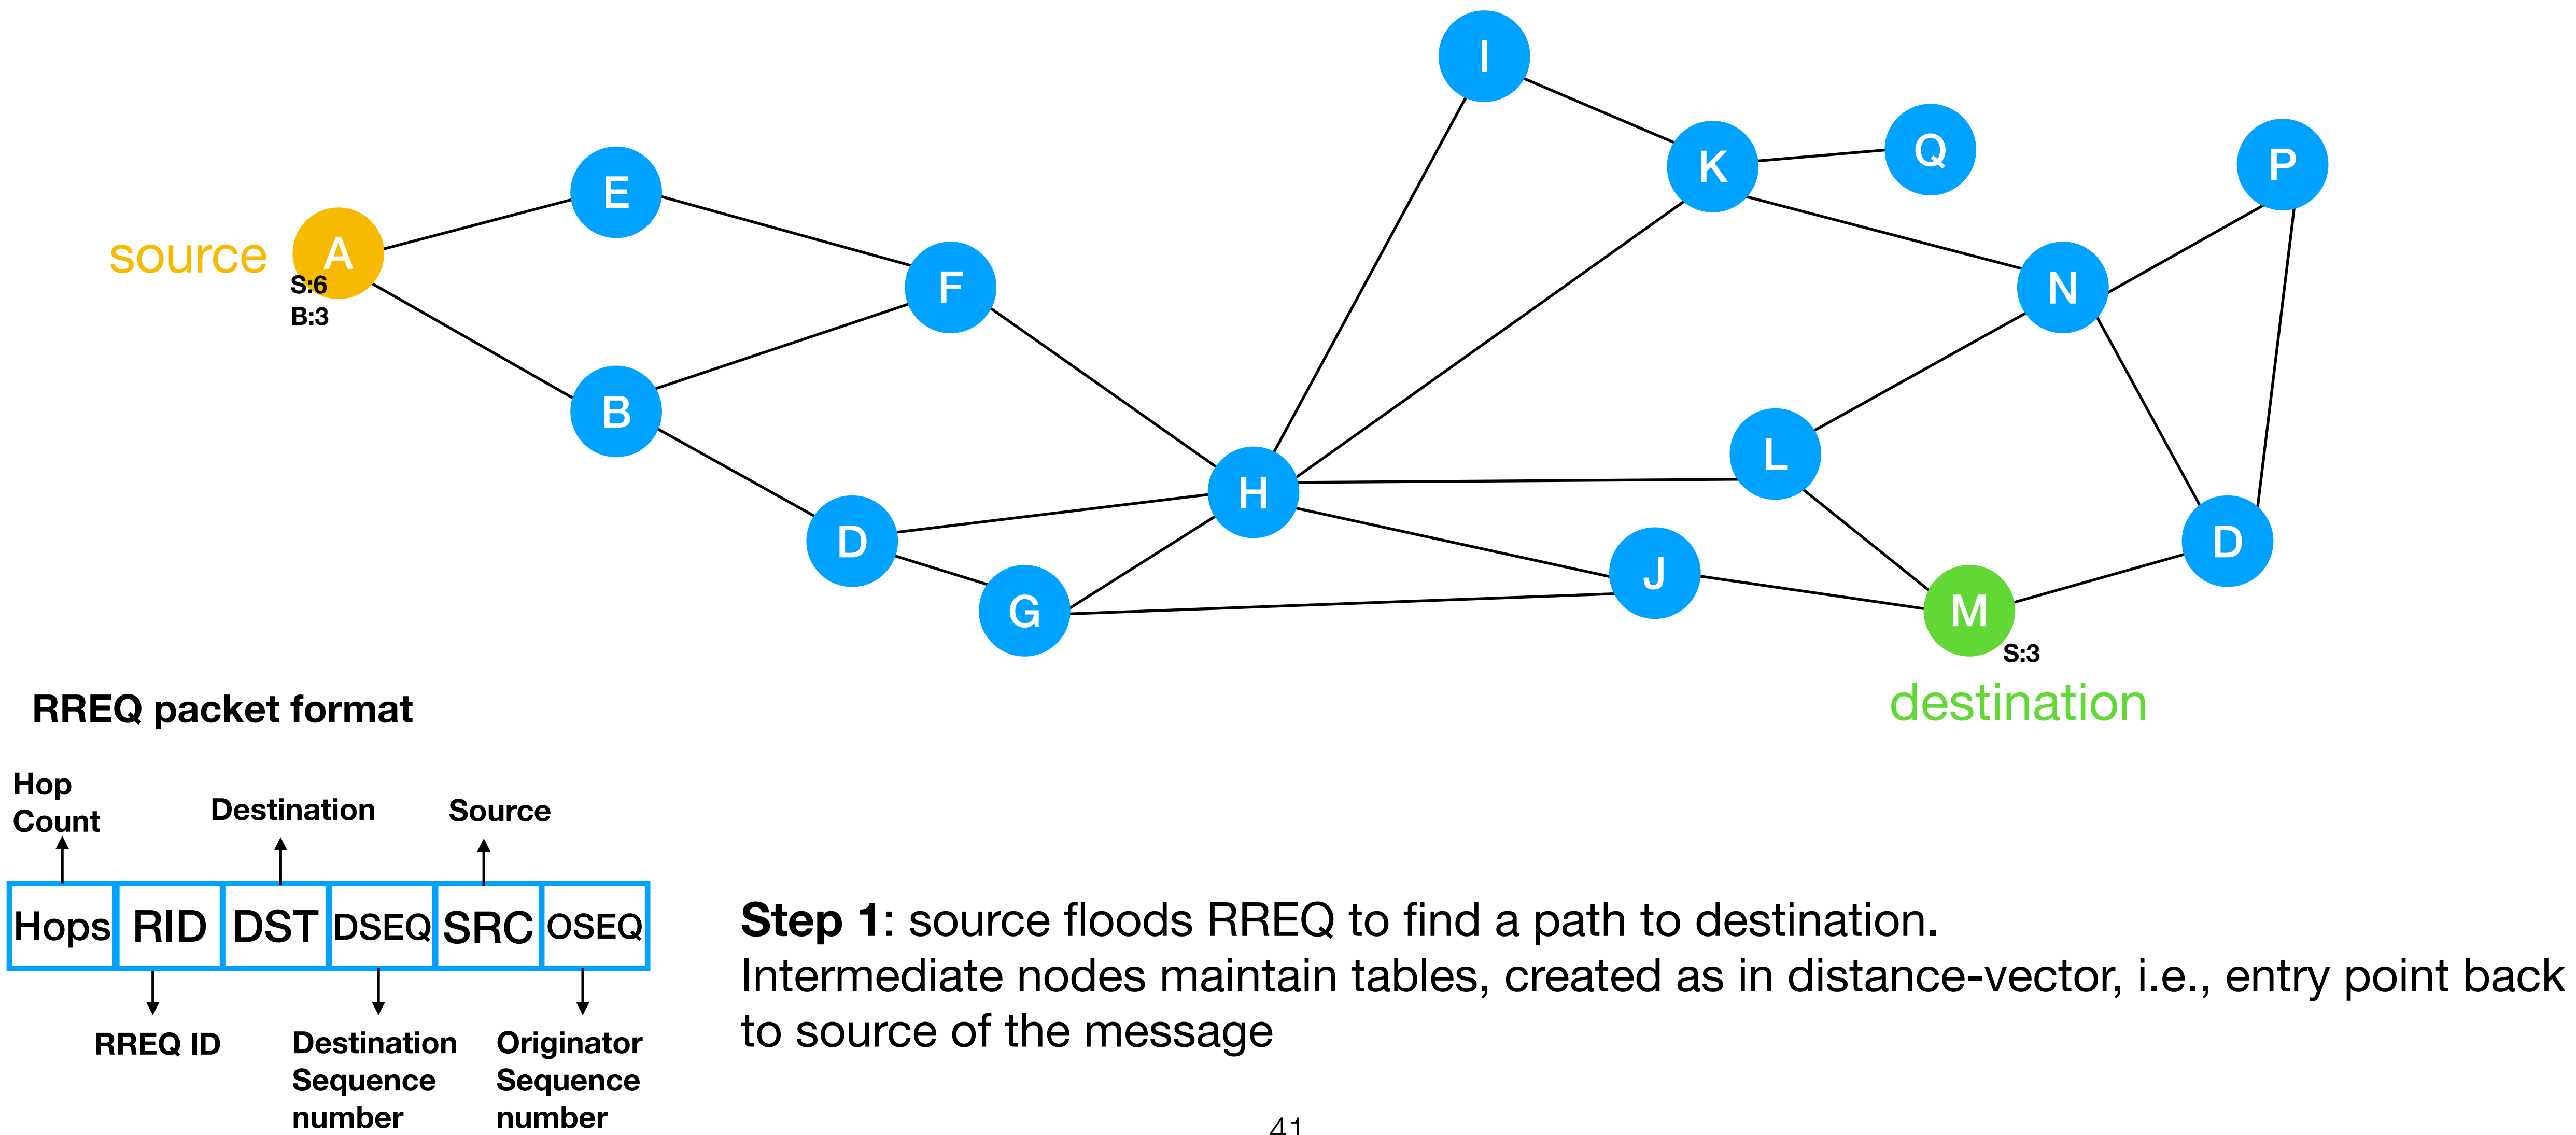 I
Q
P
K
E
source
A
S:6
B:3
F
N
B
L
H
D
D
J
G
M
S:3
destination
RREQ packet format
Hop
Count
Destination
Source
Hops RID DST DSEQ SRC OSEQ
RREQ ID
Destination
Sequence
number
Originator
Sequence
number
Step 1: source floods RREQ to find a path to destination.
Intermediate nodes maintain tables, created as in distance-vector, i.e., entry point back
to source of the message
41